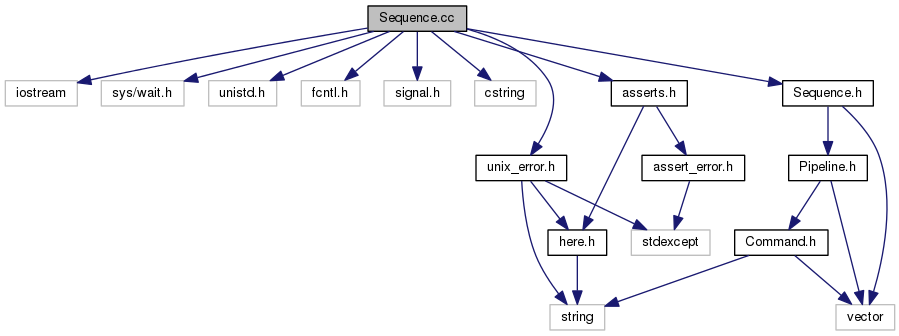 Sequence.cc
iostream
sys/wait.h
unistd.h
fcntl.h
signal.h
cstring
asserts.h
Sequence.h
unix_error.h
assert_error.h
Pipeline.h
here.h
stdexcept
Command.h
string
vector